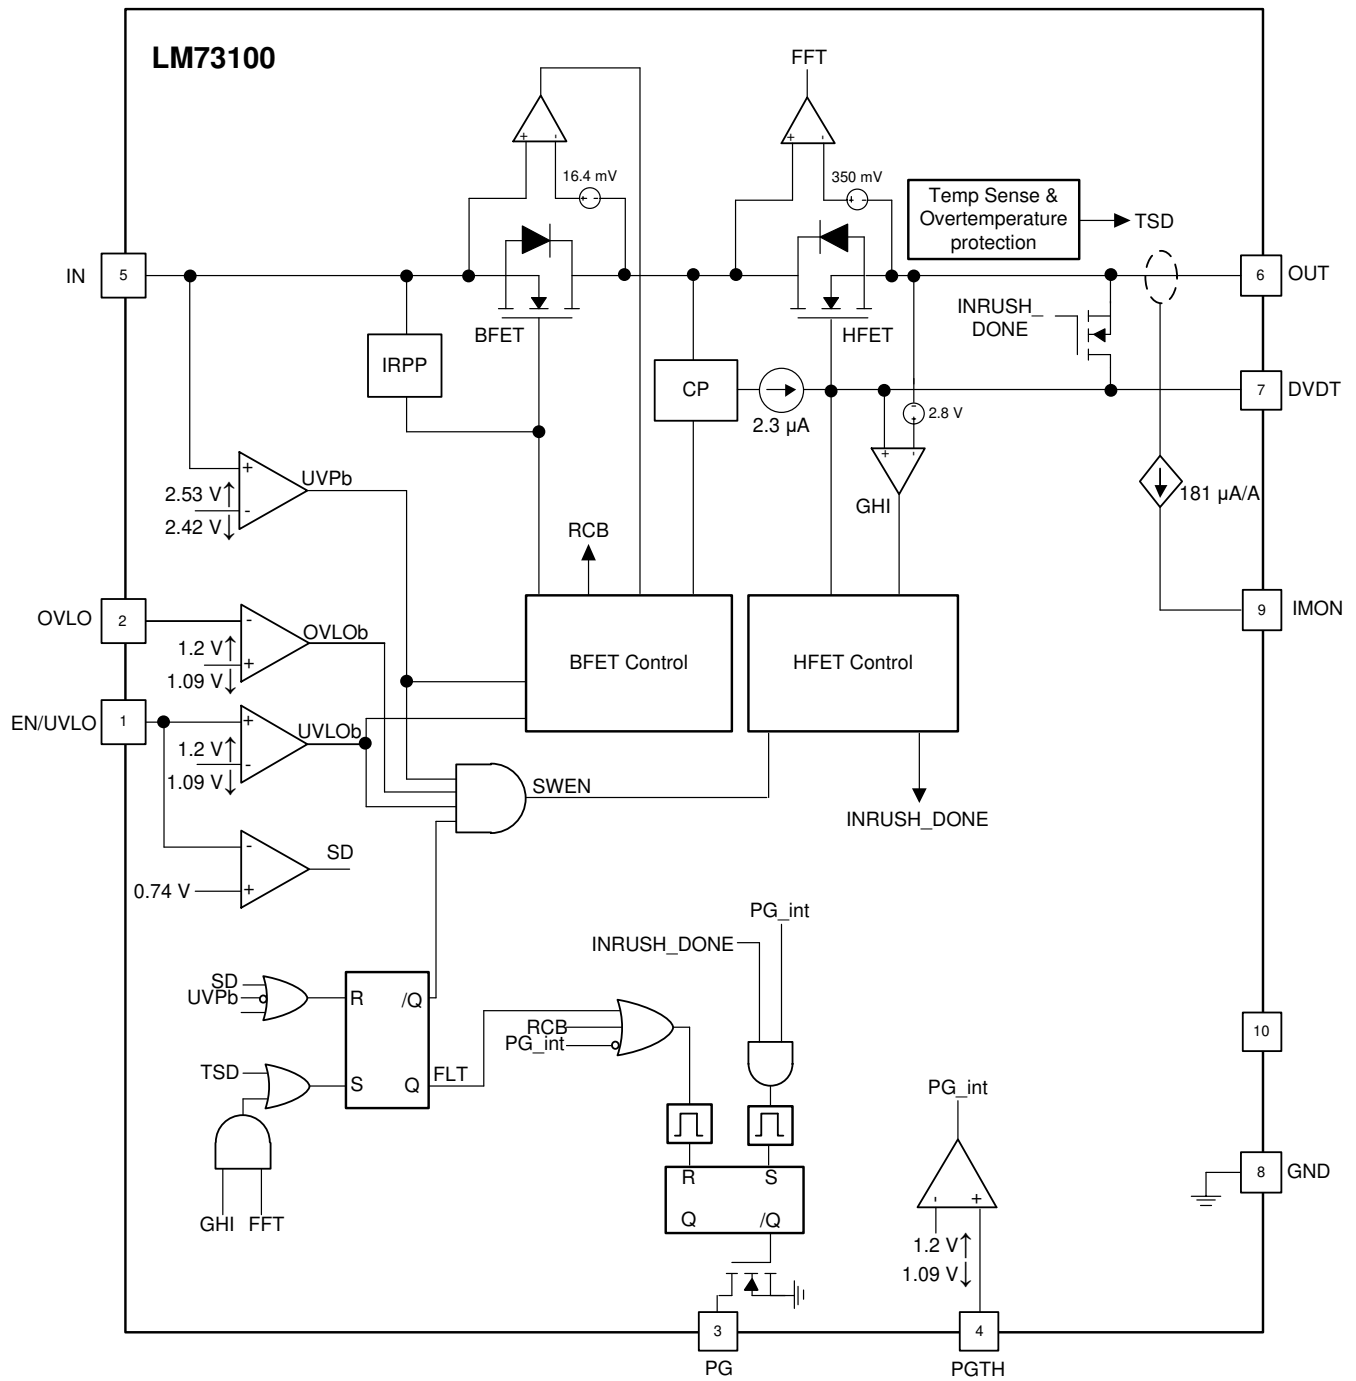 LM73100
FFT
+ -
+ -
16.4 mV
+ -
350 mV
+ -
Temp Sense &
Overtemperature
protection
TSD
IN
5
6
OUT
BFET
HFET
INRUSH_
DONE
IRPP
CP
2.3 µA
7
DVDT
-
+
2.8 V
+ -
GHI
181 µA/A
+
UVPb
2.53 V↑
-
2.42 V↓
RCB
9
IMON
OVLO
2
-
OVLOb
1.2 V↑
+
1.09 V↓
BFET Control
HFET Control
EN/UVLO
1
+
UVLOb
1.2 V↑
-
1.09 V↓
SWEN
INRUSH_DONE
-
SD
0.74 V
+
PG_int
INRUSH_DONE
SD
UVPb
R
/Q
RCB
PG_int
10
TSD
S
Q
FLT
PG_int
R
S
Q
/Q
8
GND
- +
GHI
FFT
1.2 V↑
1.09 V↓
3
4
PG
PGTH